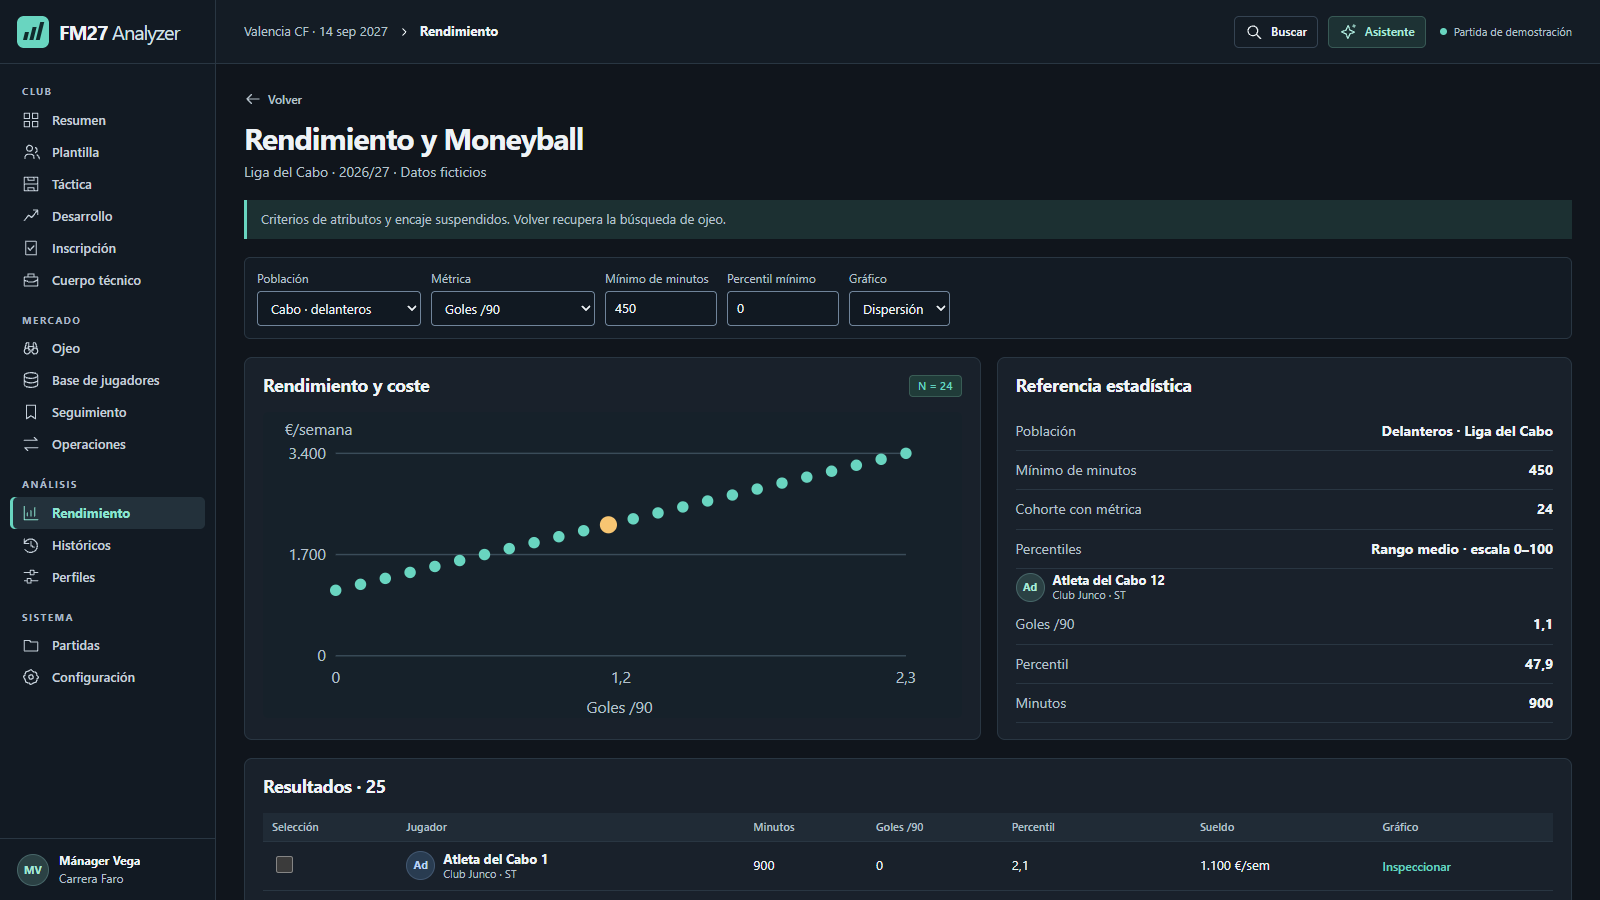 FM27 Analyzer
Valencia CF · 14 sep 2027 › Rendimiento
Buscar
Asistente
Partida de demostración
CLUB
Resumen
Plantilla
Táctica
Desarrollo
Inscripción
Cuerpo técnico
MERCADO
Ojeo
Base de jugadores
Seguimiento
Operaciones
ANÁLISIS
Rendimiento
Históricos
Perfiles
SISTEMA
Partidas
Configuración
MV
Mánager Vega
Carrera Faro
Volver
Rendimiento y Moneyball
Liga del Cabo · 2026/27 · Datos ficticios
Criterios de atributos y encaje suspendidos. Volver recupera la búsqueda de ojeo.
Población
Cabo · delanteros
Métrica
Goles /90
Mínimo de minutos
450
Percentil mínimo
0
Gráfico
Dispersión
Rendimiento y coste
N = 24
€/semana
3.400
1.700
0
0 1,2 2,3
Goles /90
Referencia estadística
Población Delanteros · Liga del Cabo
Mínimo de minutos 450
Cohorte con métrica 24
Percentiles Rango medio · escala 0–100
Ad
Atleta del Cabo 12
Club Junco · ST
Goles /90 1,1
Percentil 47,9
Minutos 900
Resultados · 25
Selección Jugador Minutos Goles /90 Percentil Sueldo Gráfico
Ad
Atleta del Cabo 1
Club Junco · ST
900 0 2,1 1.100 €/sem Inspeccionar